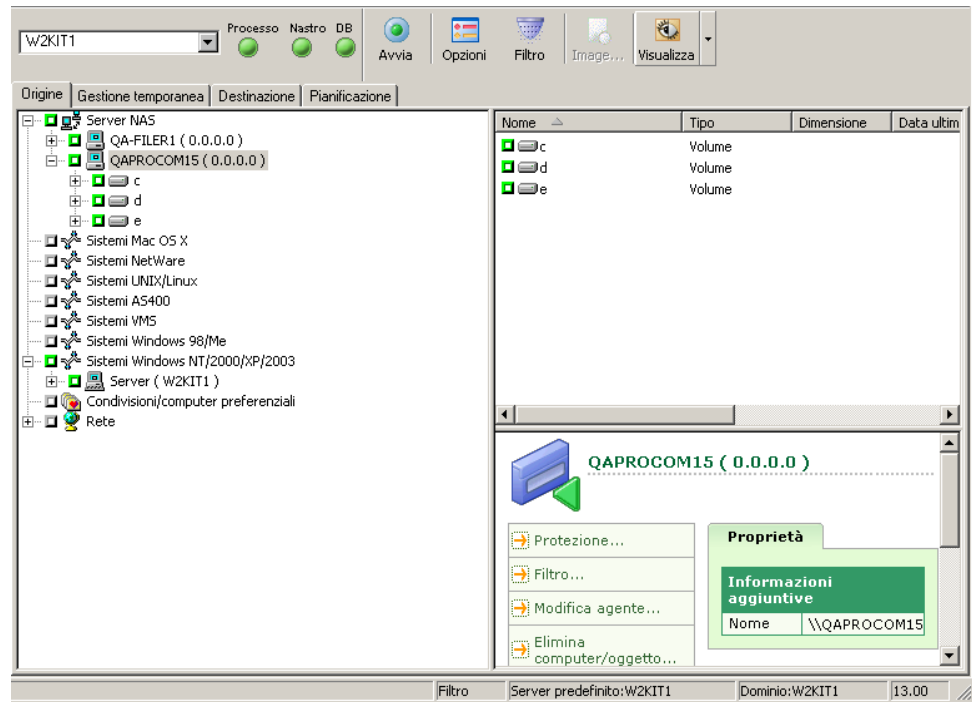 W2KIT1
Processo Nastro DB
Avvia
Opzioni
Filtro
Image...
Visualizza
Origine Gestione temporanea Destinazione Pianificazione
Server NAS
QA-FILER1 ( 0.0.0.0 )
QAPROCOM15 ( 0.0.0.0 )
c
d
e
Sistemi Mac OS X
Sistemi NetWare
Sistemi UNIX/Linux
Sistemi AS400
Sistemi VMS
Sistemi Windows 98/Me
Sistemi Windows NT/2000/XP/2003
Server ( W2KIT1 )
Condivisioni/computer preferenziali
Rete
Nome Tipo Dimensione Data ultim
c Volume
d Volume
e Volume
QAPROCOM15 ( 0.0.0.0 )
Protezione...
Filtro...
Modifica agente...
Elimina
computer/oggetto...
Proprietà
Informazioni
aggiuntive
Nome \\QAPROCOM15
Filtro Server predefinito:W2KIT1 Dominio:W2KIT1 13.00